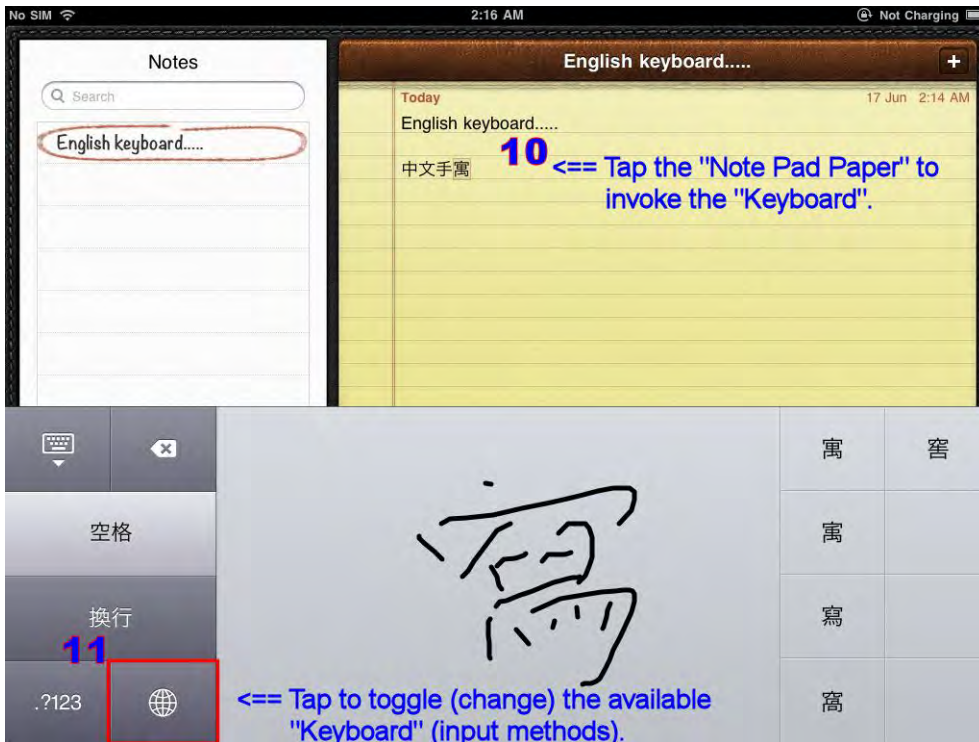 No SIM 2:16 AM Not Charging
Notes
English keyboard.....
+
Search
English keyboard.....
Today 17 Jun 2:14 AM
English keyboard.....
10
中文手寓 <== Tap the "Note Pad Paper" to
invoke the "Keyboard".
寓 窖
空格
寓
換行
寫
11
.?123
<== Tap to toggle (change) the available
"Keyboard" (input methods).
窩